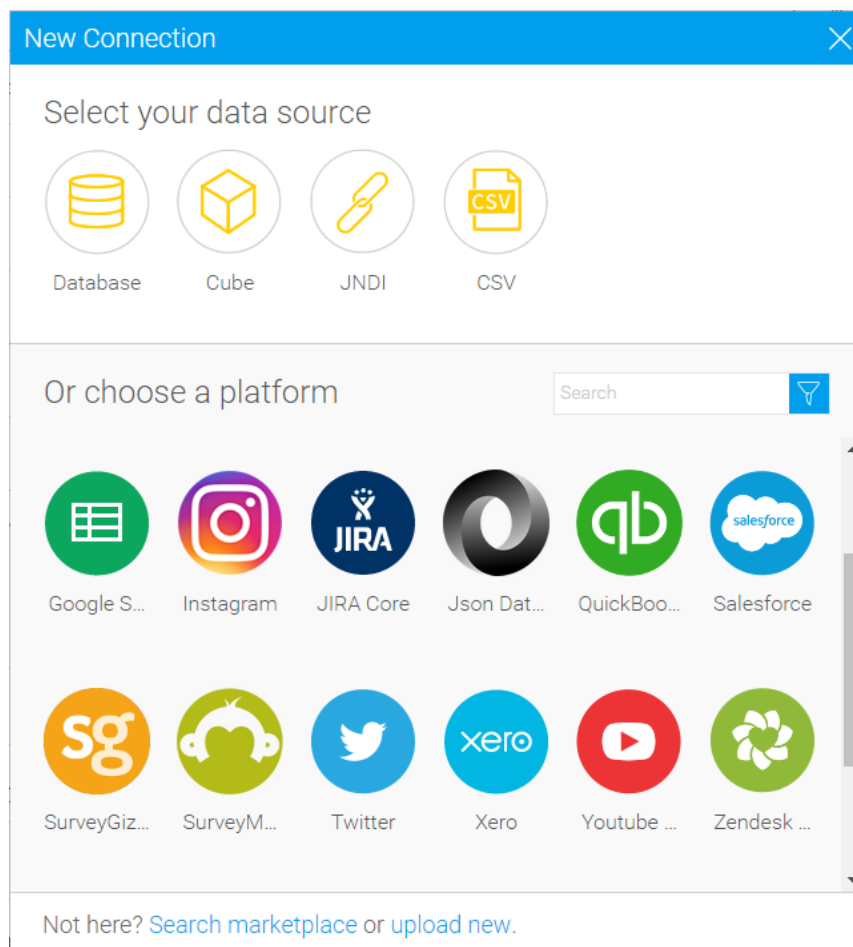 New Connection
Select your data source
CSV
Database Cube JNDI CSV
Or choose a platform Search
JIRA qb salesforce
Google S... Instagram JIRA Core Json Dat... QuickBoo... Salesforce
Sg xero
SurveyGiz... SurveyM... Twitter Xero Youtube ... Zendesk ...
Not here? Search marketplace or upload new.